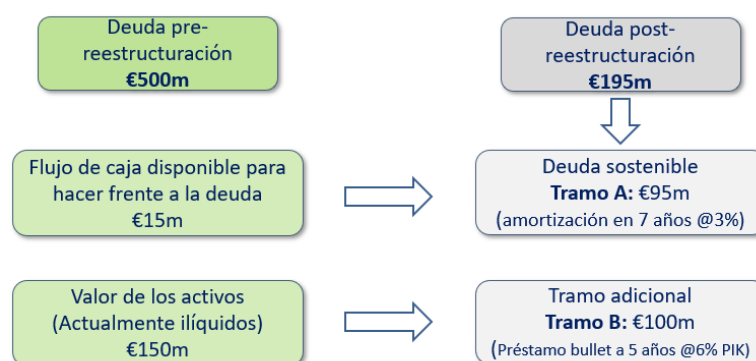 Deuda pre-
reestructuración
€500m
Deuda post-
reestructuración
€195m
Flujo de caja disponible para
hacer frente a la deuda
€15m
Deuda sostenible
Tramo A: €95m
(amortización en 7 años @3%)
Valor de los activos
(Actualmente ilíquidos)
€150m
Tramo adicional
Tramo B: €100m
(Préstamo bullet a 5 años @6% PIK)